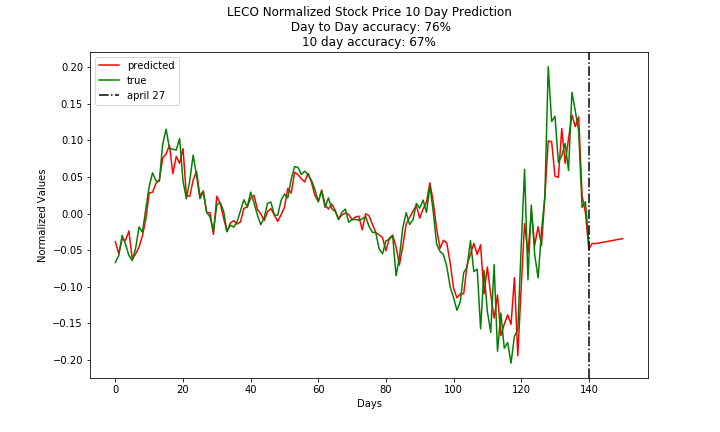 LECO Normalized Stock Price 10 Day Prediction
Day to Day accuracy: 76%
10 day accuracy: 67%
predicted
true
april 27
Normalized Values
0.20
0.15
0.10
0.05
0.00
−0.05
−0.10
−0.15
−0.20
0 20 40 60 80 100 120 140
Days